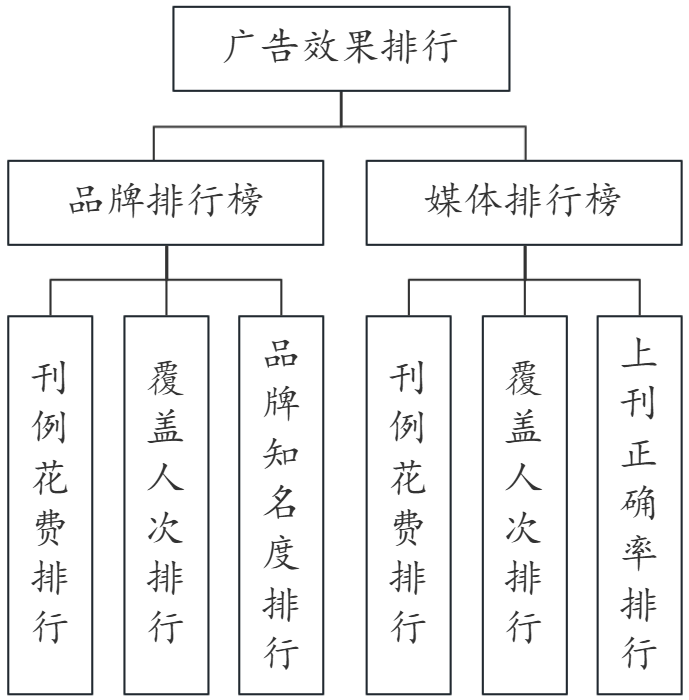 广告效果排行
品牌排行榜
媒体排行榜
刊例花费排行
覆盖人次排行
品牌知名度排行
刊例花费排行
覆盖人次排行
上刊正确率排行